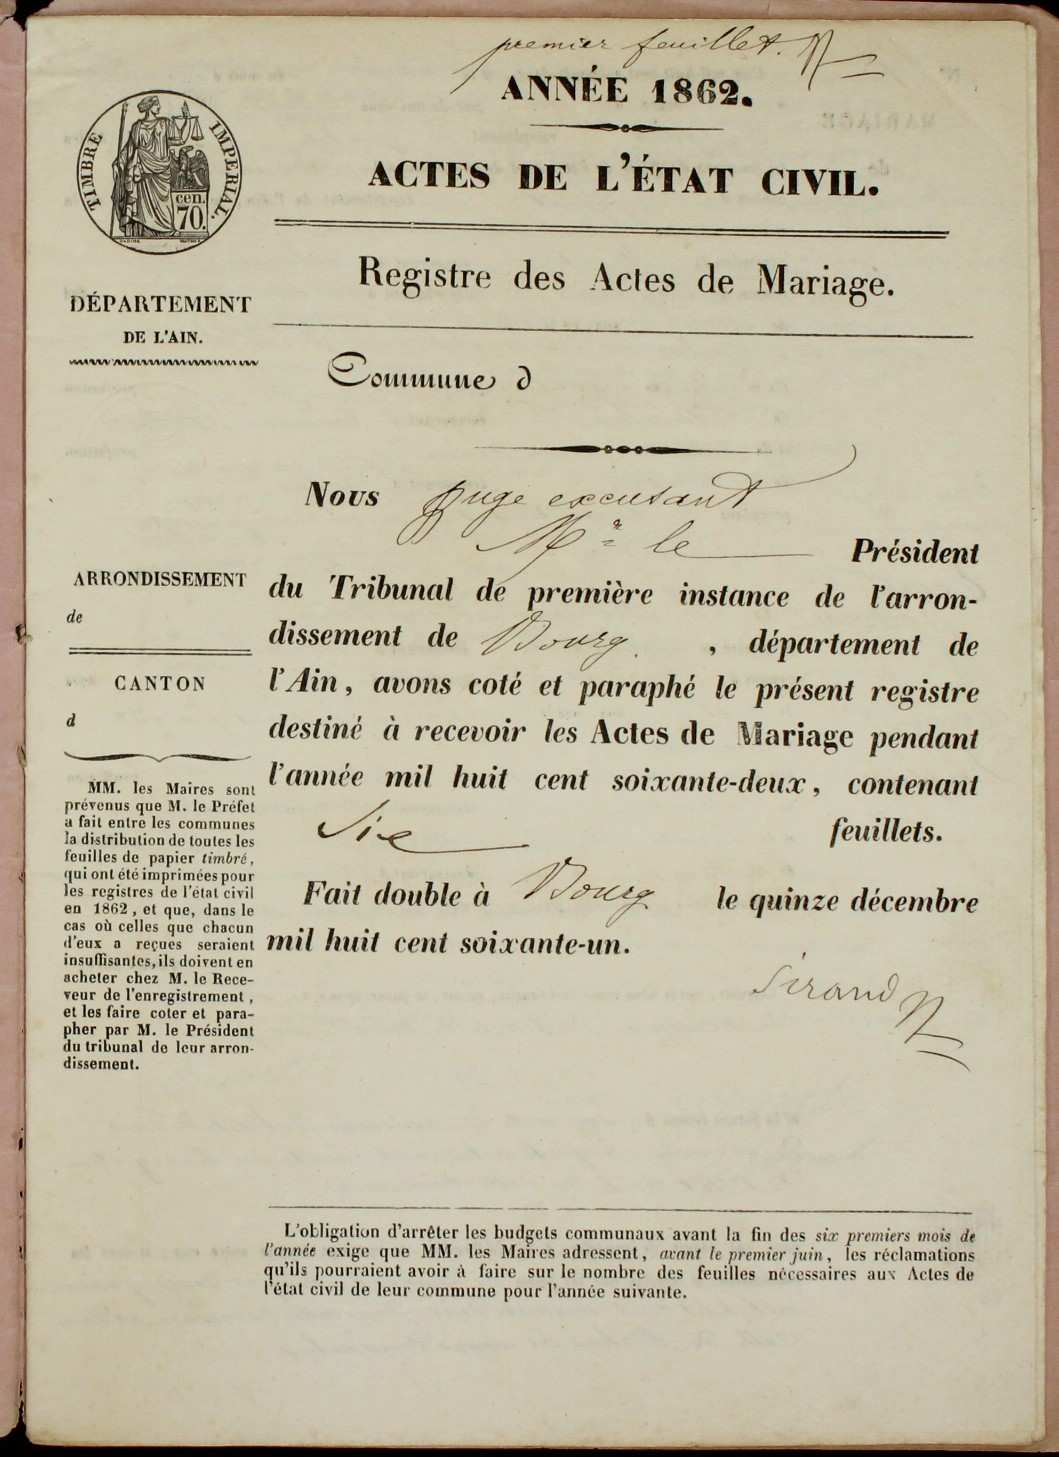 premier feuillet.
ANNÉE 1862.
ACTES DE L'ÉTAT CIVIL.
Registre des Actes de Mariage.
TIMBRE IMPERIAL.
cen.
70.
DÉPARTEMENT
DE L'AIN.
Commune d
Nous juge excusant
Mr le Président
du Tribunal de première instance de l'arron-
dissement de Bourg, département de
l'Ain, avons coté et paraphé le présent registre
destiné à recevoir les Actes de Mariage pendant
l'année mil huit cent soixante-deux, contenant
Six feuillets.
Fait double à Bourg le quinze décembre
mil huit cent soixante-un.
Sirand
ARRONDISSEMENT
de
CANTON
d
MM. les Maires sont
prévenus que M. le Préfet
a fait entre les communes
la distribution de toutes les
feuilles de papier timbré,
qui ont été imprimées pour
les registres de l'état civil
en 1862, et que, dans le
cas où celles que chacun
d'eux a reçues seraient
insuffisantes, ils doivent en
acheter chez M. le Rece-
veur de l'enregistrement,
et les faire coter et para-
pher par M. le Président
du tribunal de leur arron-
dissement.
L'obligation d'arrêter les budgets communaux avant la fin des six premiers mois de
l'année exige que MM. les Maires adressent, avant le premier juin, les réclamations
qu'ils pourraient avoir à faire sur le nombre des feuilles nécessaires aux Actes de
l'état civil de leur commune pour l'année suivante.